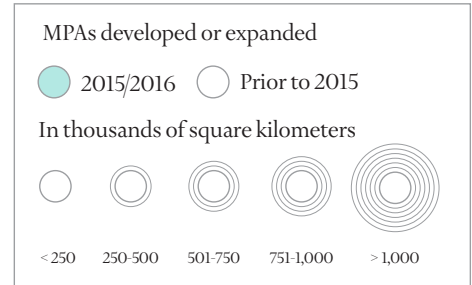 MPAs developed or expanded
2015/2016 Prior to 2015
In thousands of square kilometers
<250 250-500 501-750 751-1,000 >1,000